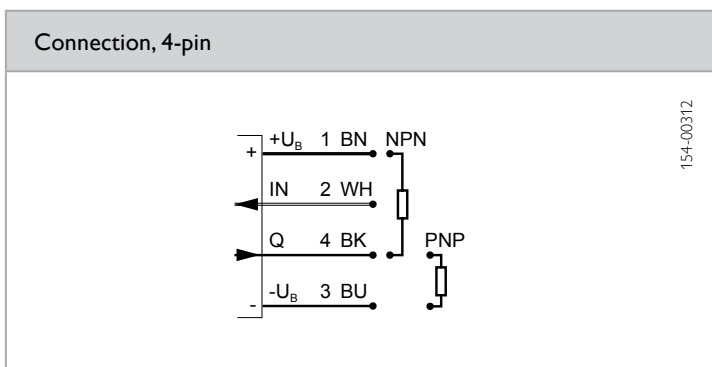 Connection, 4-pin
154-00312
+ +U_B 1 BN NPN
IN 2 WH
Q 4 BK PNP
- -U_B 3 BU